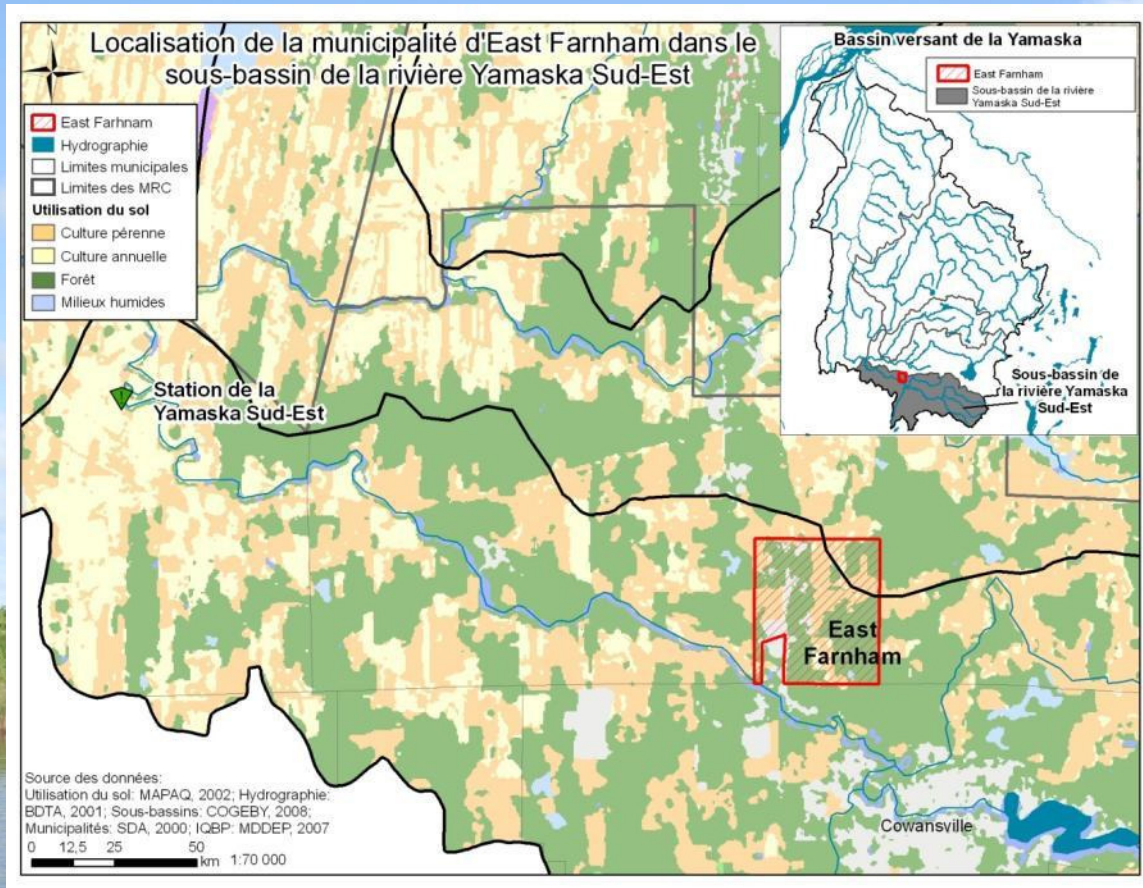 N
Localisation de la municipalité d'East Farnham dans le
sous-bassin de la rivière Yamaska Sud-Est
East Farhnam
Hydrographie
Limites municipales
Limites des MRC
Utilisation du sol
Culture pérenne
Culture annuelle
Forêt
Milieux humides
Bassin versant de la Yamaska
East Farnham
Sous-bassin de la rivière
Yamaska Sud-Est
Sous-bassin de
la rivière Yamaska
Sud-Est
Station de la
Yamaska Sud-Est
East
Farnham
Cowansville
Source des données:
Utilisation du sol: MAPAQ, 2002; Hydrographie:
BDTA, 2001; Sous-bassins: COGEBY, 2008;
Municipalités: SDA, 2000; IQBP: MDDEP, 2007
0 12,5 25 50
km 1:70 000